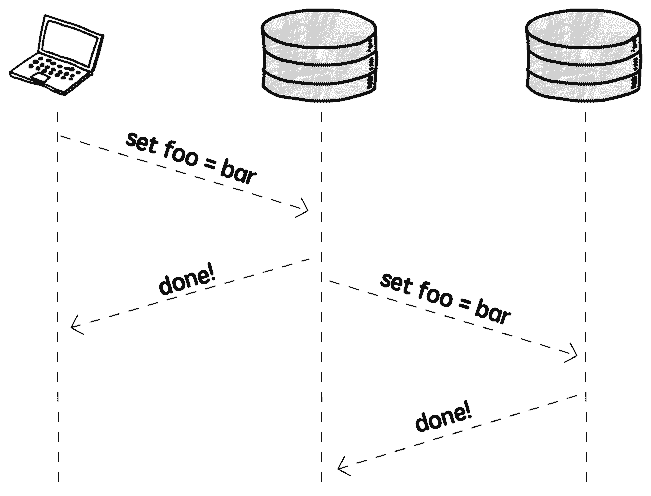 set foo = bar
done!
set foo = bar
done!